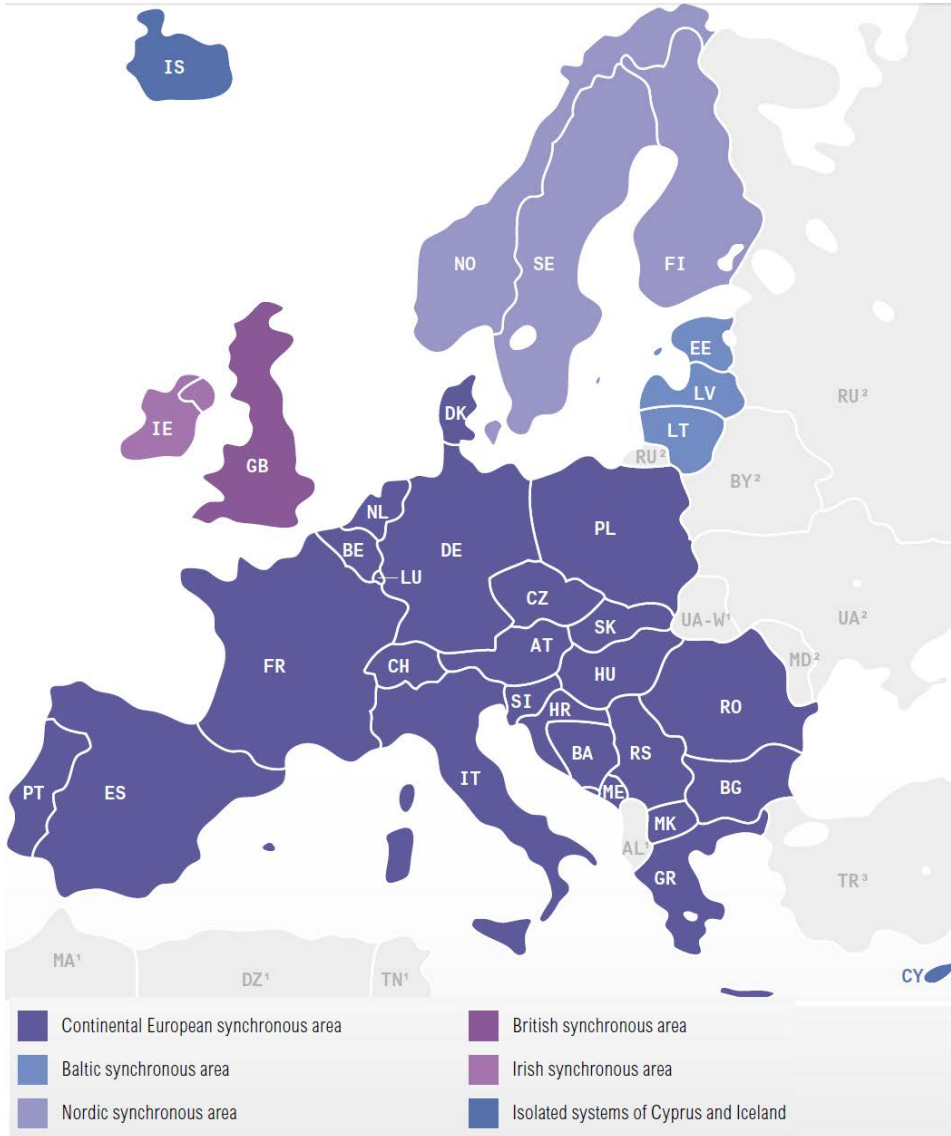 IS
NO
SE
FI
EE
LV
RU²
IE
DK
LT
GB
RU²
BY²
NL
PL
BE
DE
LU
CZ
UA-W¹
UA²
SK
AT
MD²
FR
CH
HU
SI
HR
RO
BA
RS
IT
PT
ES
ME
BG
MK
AL¹
GR
TR³
MA¹
DZ¹
TN¹
CY
Continental European synchronous area
British synchronous area
Baltic synchronous area
Irish synchronous area
Nordic synchronous area
Isolated systems of Cyprus and Iceland